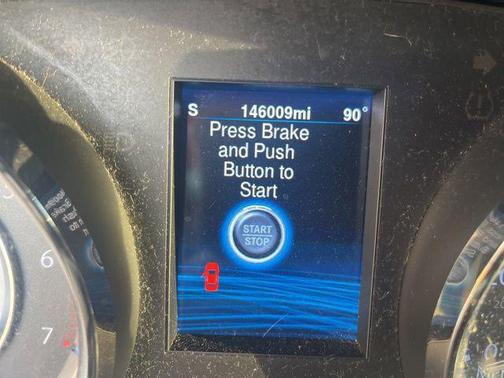 S 146009mi 90°
Press Brake
and Push
Button to
Start
START
STOP
6
7